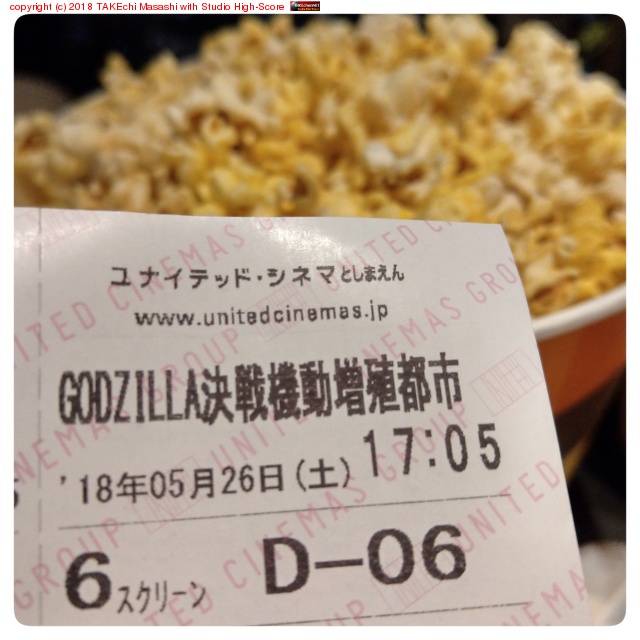 copyright (c) 2018 TAKEchi Masashi with Studio High-Score
ユナイテッド・シネマとしまえん
www.unitedcinemas.jp
GODZILLA決戦機動増殖都市
'18年05月26日(土) 17:05
6スクリーン D-06
UNITED CINEMAS GROUP